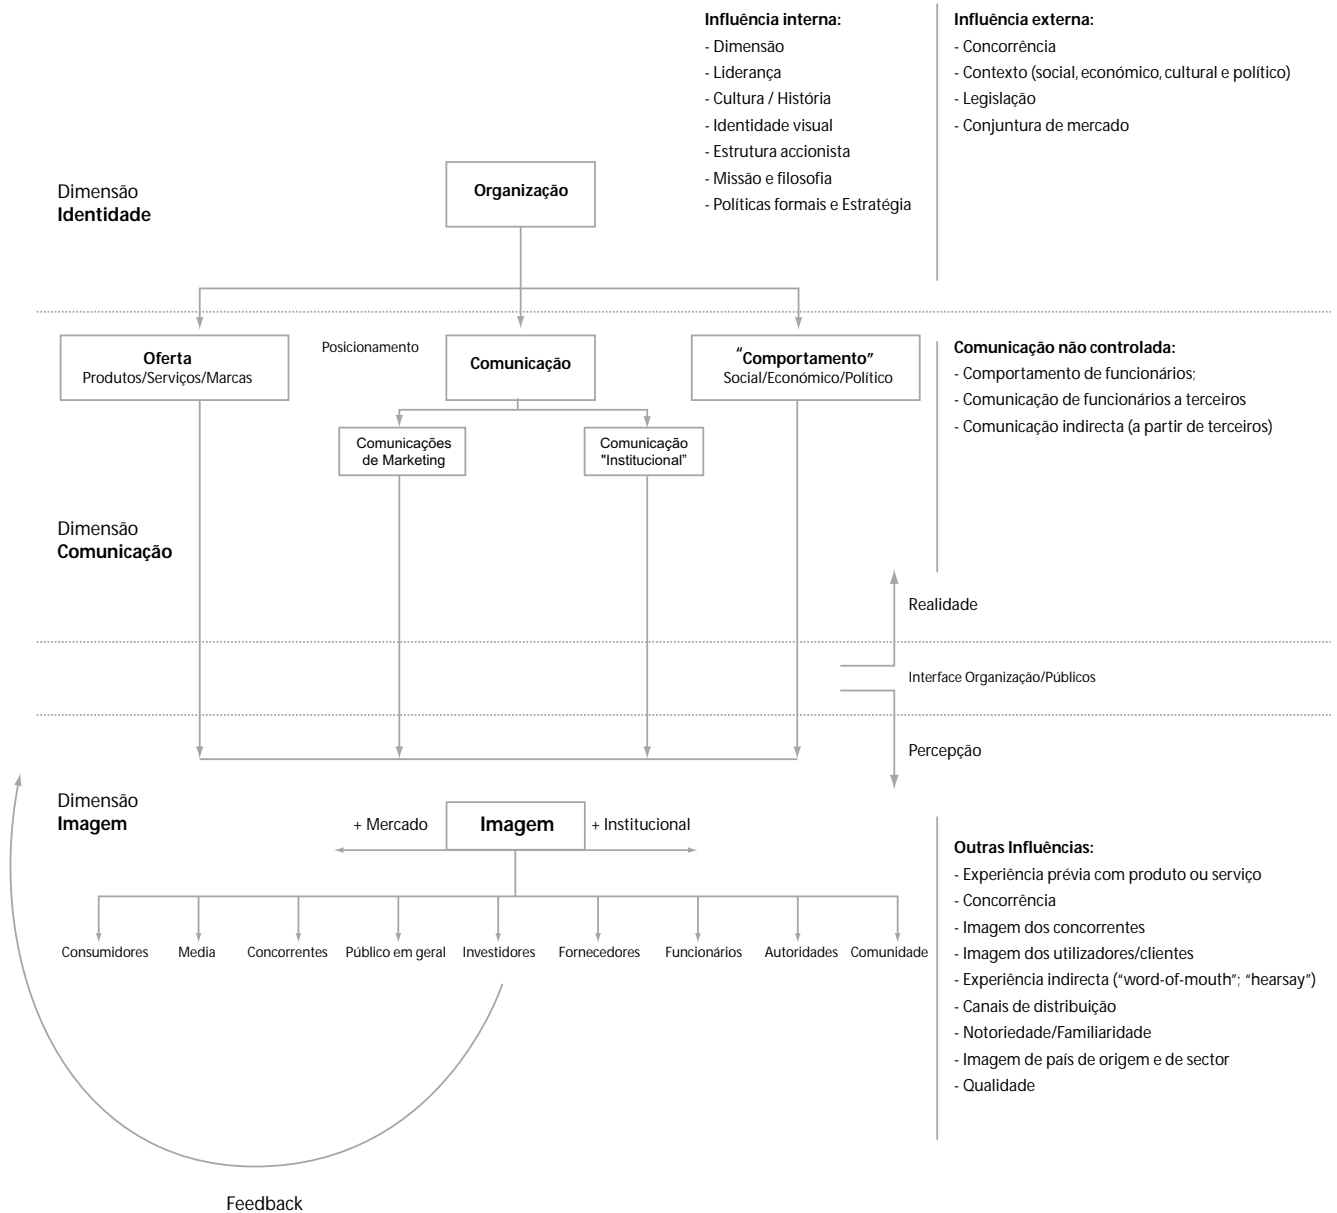 Influência interna:
- Dimensão
- Liderança
- Cultura / História
- Identidade visual
- Estrutura accionista
- Missão e filosofia
- Políticas formais e Estratégia
Influência externa:
- Concorrência
- Contexto (social, económico, cultural e político)
- Legislação
- Conjuntura de mercado
Dimensão
Identidade
Organização
Oferta
Produtos/Serviços/Marcas
Posicionamento
Comunicação
“Comportamento”
Social/Económico/Político
Comunicações
de Marketing
Comunicação
"Institucional”
Comunicação não controlada:
- Comportamento de funcionários;
- Comunicação de funcionários a terceiros
- Comunicação indirecta (a partir de terceiros)
Dimensão
Comunicação
Realidade
Interface Organização/Públicos
Percepção
Dimensão
Imagem
+ Mercado
Imagem
+ Institucional
Consumidores
Media
Concorrentes
Público em geral
Investidores
Fornecedores
Funcionários
Autoridades
Comunidade
Outras Influências:
- Experiência prévia com produto ou serviço
- Concorrência
- Imagem dos concorrentes
- Imagem dos utilizadores/clientes
- Experiência indirecta (“word-of-mouth”; “hearsay”)
- Canais de distribuição
- Notoriedade/Familiaridade
- Imagem de país de origem e de sector
- Qualidade
Feedback